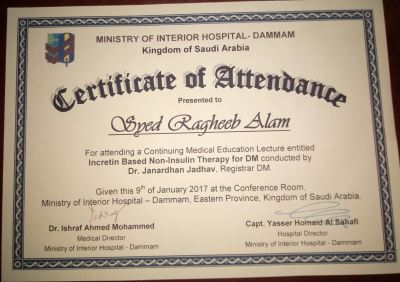 MINISTRY OF INTERIOR HOSPITAL- DAMMAM
Kingdom of Saudi Arabia
Certificate of Attendance
Presented to
Syed Ragheeb Alam
For attending a Continuing Medical Education Lecture entitled
Incretin Based Non-Insulin Therapy for DM conducted by
Dr. Janardhan Jadhav, Registrar DM.
Given this 9th of January 2017 at the Conference Room,
Ministry of Interior Hospital – Dammam, Eastern Province, Kingdom of Saudi Arabia.
Dr. Ishraf Ahmed Mohammed
Medical Director
Ministry of Interior Hospital - Dammam
Capt. Yasser Homaid Al Sahafi
Hospital Director
Ministry of Interior Hospital - Dammam